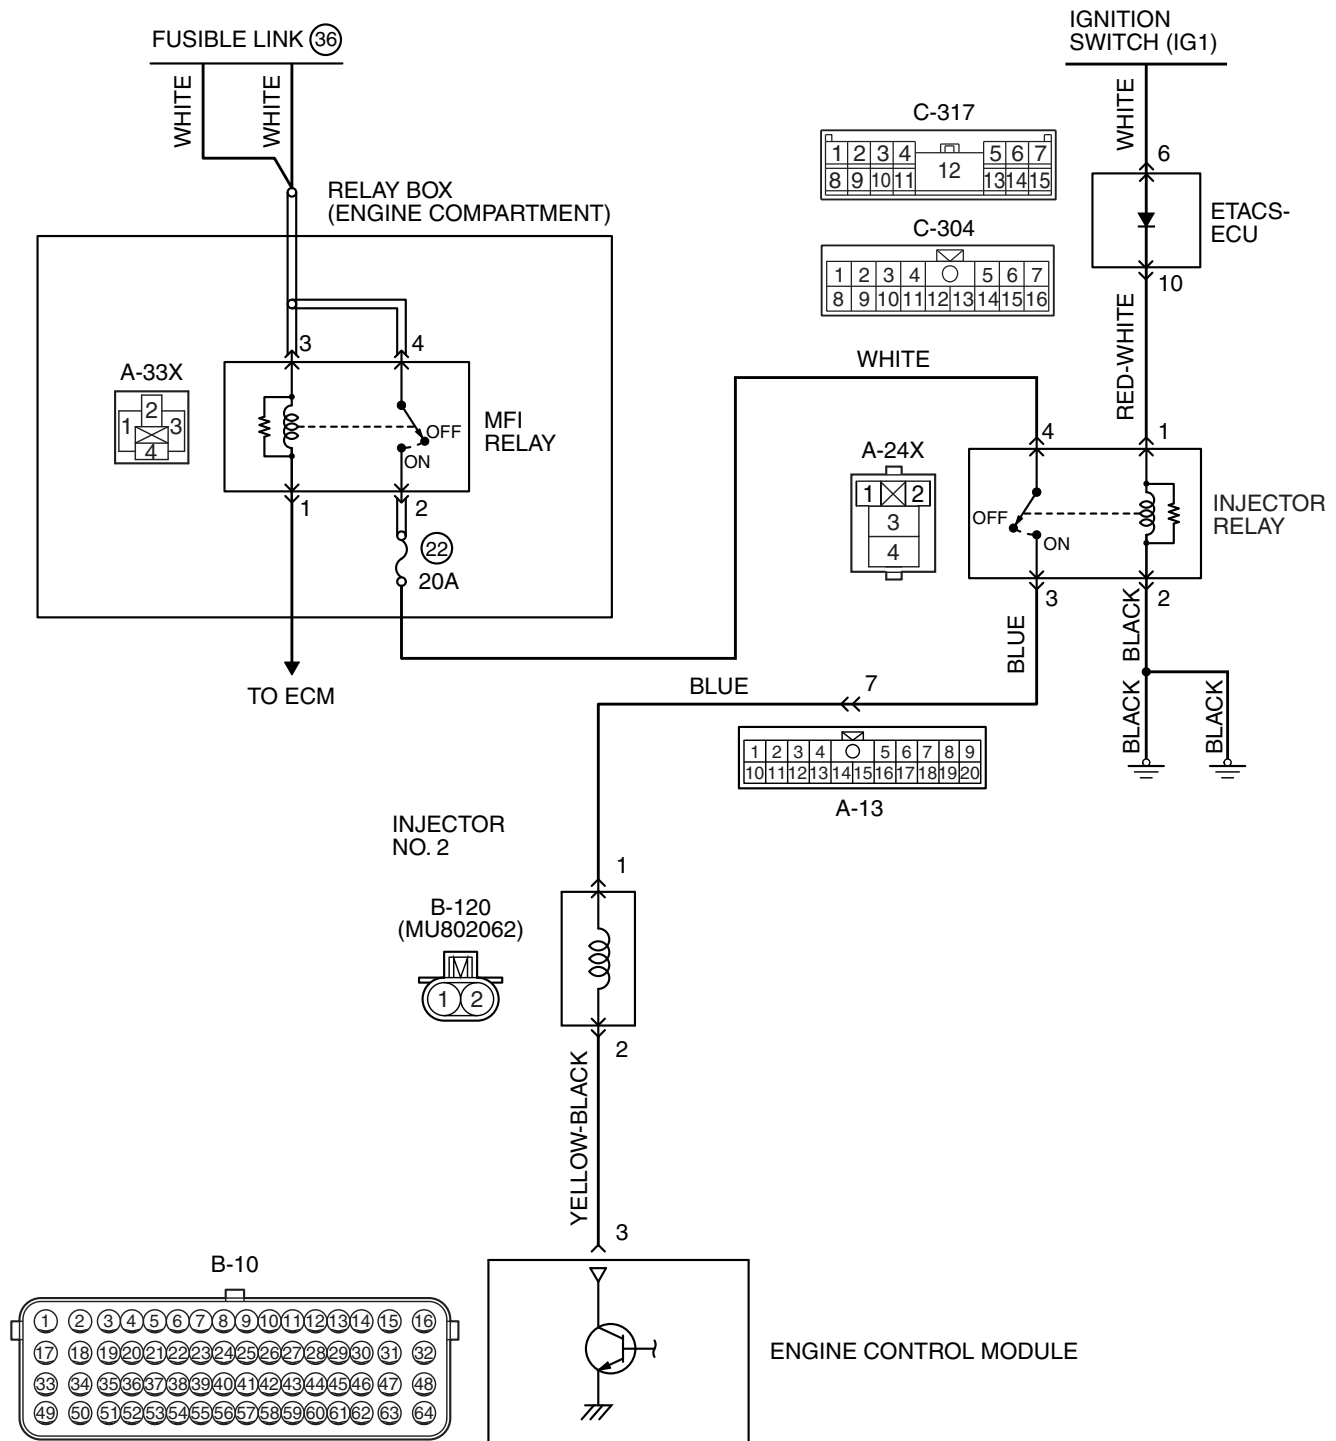 FUSIBLE LINK 36
WHITE
WHITE
RELAY BOX
(ENGINE COMPARTMENT)
IGNITION
SWITCH (IG1)
WHITE
6
ETACS-
ECU
10
RED-WHITE
C-317
1 2 3 4 12 5 6 7
8 9 10 11 13 14 15
C-304
1 2 3 4 5 6 7
8 9 10 11 12 13 14 15 16
A-33X
1 2 3 4
3
4
OFF
ON
MFI
RELAY
1
2
22
20A
TO ECM
WHITE
A-24X
1 2
3
4
4
1
OFF
ON
INJECTOR
RELAY
3
2
BLUE
BLACK
BLACK
BLACK
BLUE
7
1 2 3 4 5 6 7 8 9
10 11 12 13 14 15 16 17 18 19 20
A-13
INJECTOR
NO. 2
B-120
(MU802062)
1 2
1
2
YELLOW-BLACK
3
B-10
1 2 3 4 5 6 7 8 9 10 11 12 13 14 15 16
17 18 19 20 21 22 23 24 25 26 27 28 29 30 31 32
33 34 35 36 37 38 39 40 41 42 43 44 45 46 47 48
49 50 51 52 53 54 55 56 57 58 59 60 61 62 63 64
ENGINE CONTROL MODULE